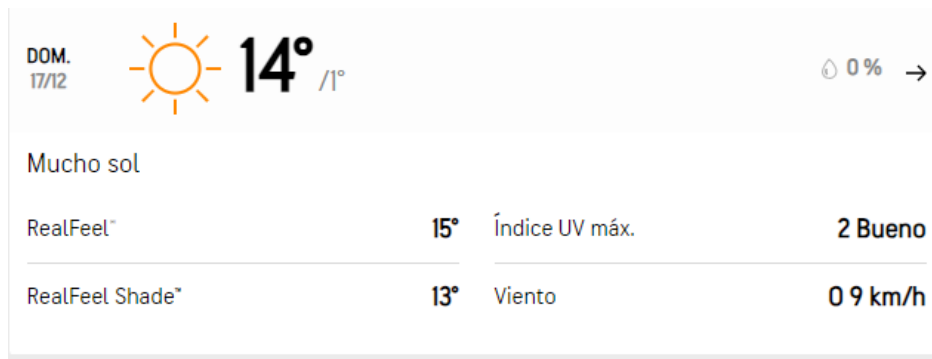 DOM.
17/12
14° /1°
0 %
Mucho sol
RealFeel™ 15°
Índice UV máx. 2 Bueno
RealFeel Shade™ 13°
Viento O 9 km/h